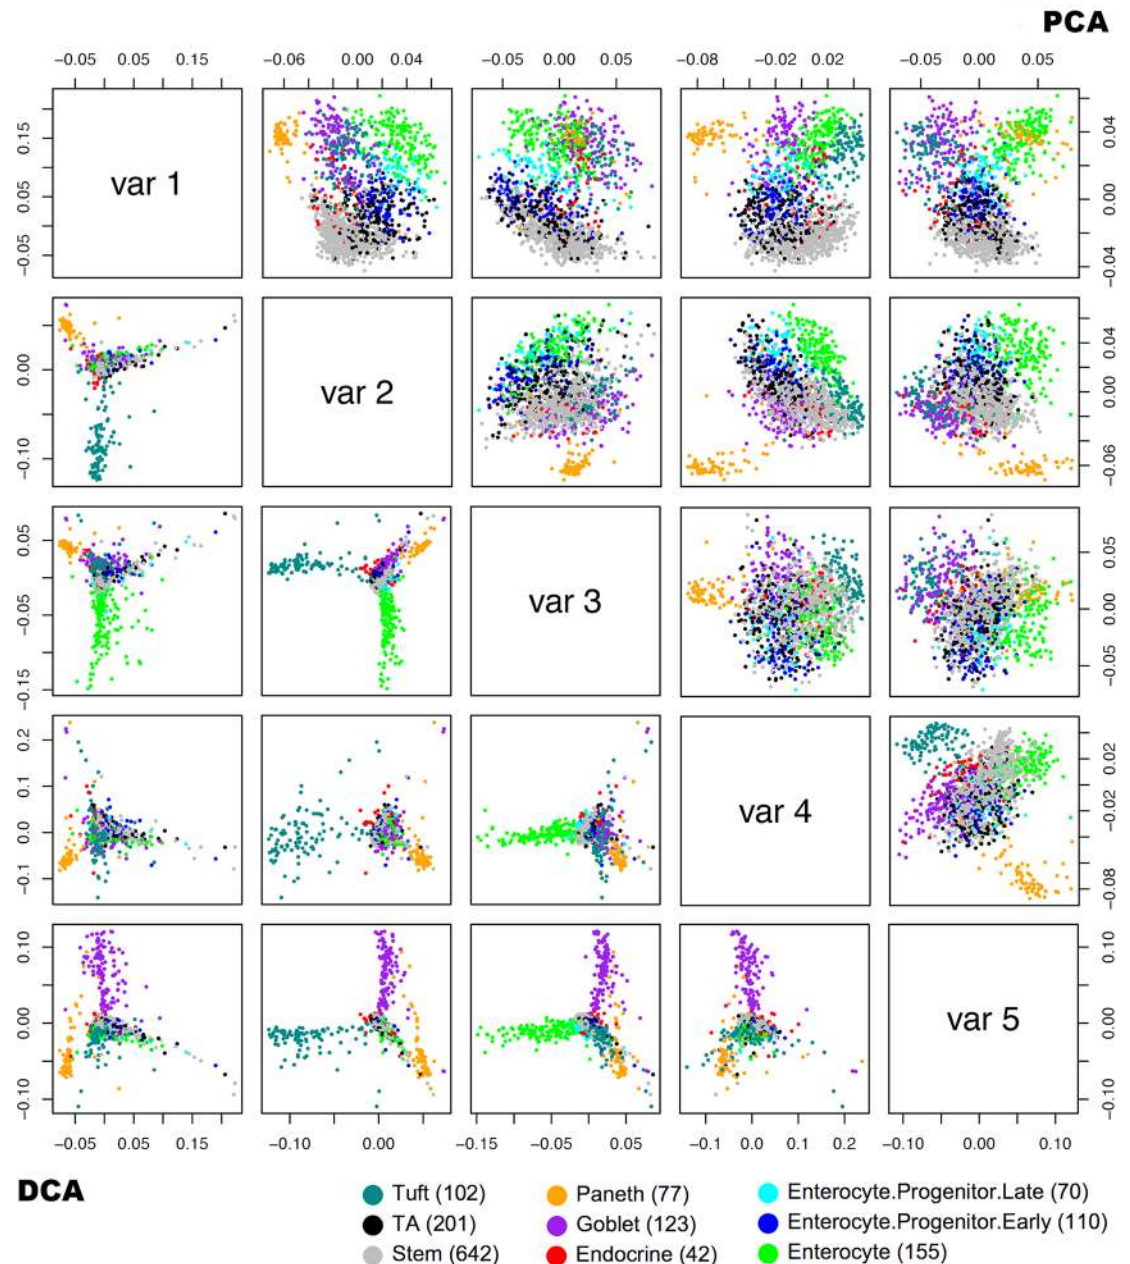 PCA
−0.05 0.05 0.15 −0.06 0.00 0.04 −0.05 0.00 0.05 −0.08 −0.02 0.02 −0.05 0.00 0.05
−0.05 0.05 0.15
var 1
−0.04 0.00 0.04
−0.10 0.00
var 2
−0.06 0.00 0.04
−0.15 −0.05 0.05
var 3
−0.05 0.00 0.05
−0.1 0.0 0.1 0.2
var 4
−0.08 −0.02 0.02
−0.10 0.00 0.10
var 5
−0.10 0.00 0.10
−0.05 0.05 0.15 −0.10 0.00 −0.15 −0.05 0.05 −0.1 0.0 0.1 0.2 −0.10 0.00 0.10
DCA
Tuft (102) Paneth (77) Enterocyte.Progenitor.Late (70)
TA (201) Goblet (123) Enterocyte.Progenitor.Early (110)
Stem (642) Endocrine (42) Enterocyte (155)